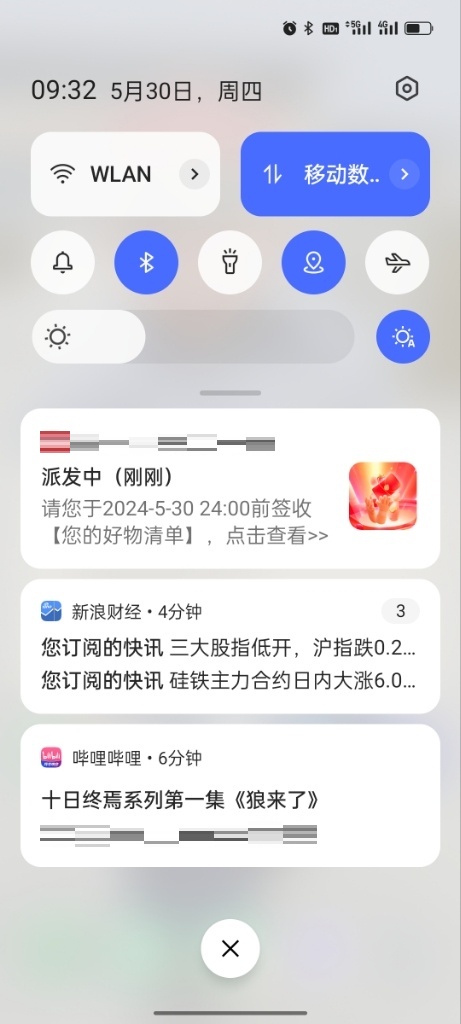 HD1 5G 4G
09:32 5月30日，周四
WLAN
移动数..
A
派发中（刚刚）
请您于2024-5-30 24:00前签收
【您的好物清单】，点击查看>>
新浪财经·4分钟
3
您订阅的快讯 三大股指低开，沪指跌0.2...
您订阅的快讯 硅铁主力合约日内大涨6.0...
bilibili
哔哩哔哩·6分钟
十日终焉系列第一集《狼来了》